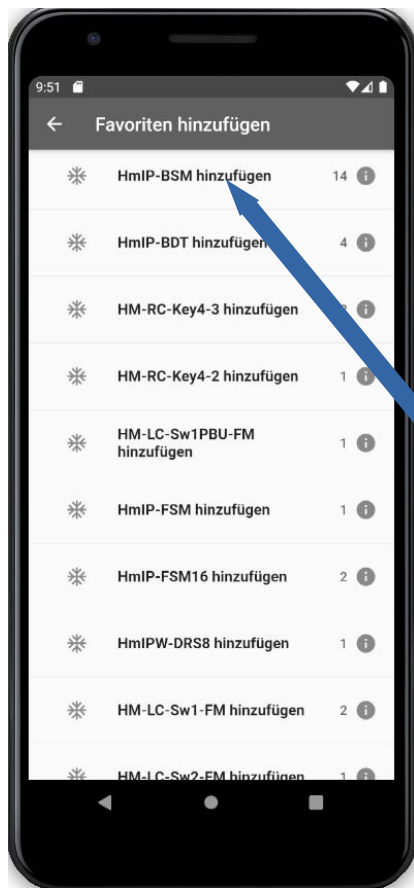 9:51
Favoriten hinzufügen
HmIP-BSM hinzufügen 14
HmIP-BDT hinzufügen 4
HM-RC-Key4-3 hinzufügen
HM-RC-Key4-2 hinzufügen 1
HM-LC-Sw1PBU-FM
hinzufügen 1
HmIP-FSM hinzufügen 1
HmIP-FSM16 hinzufügen 2
HmIPW-DRS8 hinzufügen 1
HM-LC-Sw1-FM hinzufügen 2
HM-LC-Sw2-FM hinzufügen 1